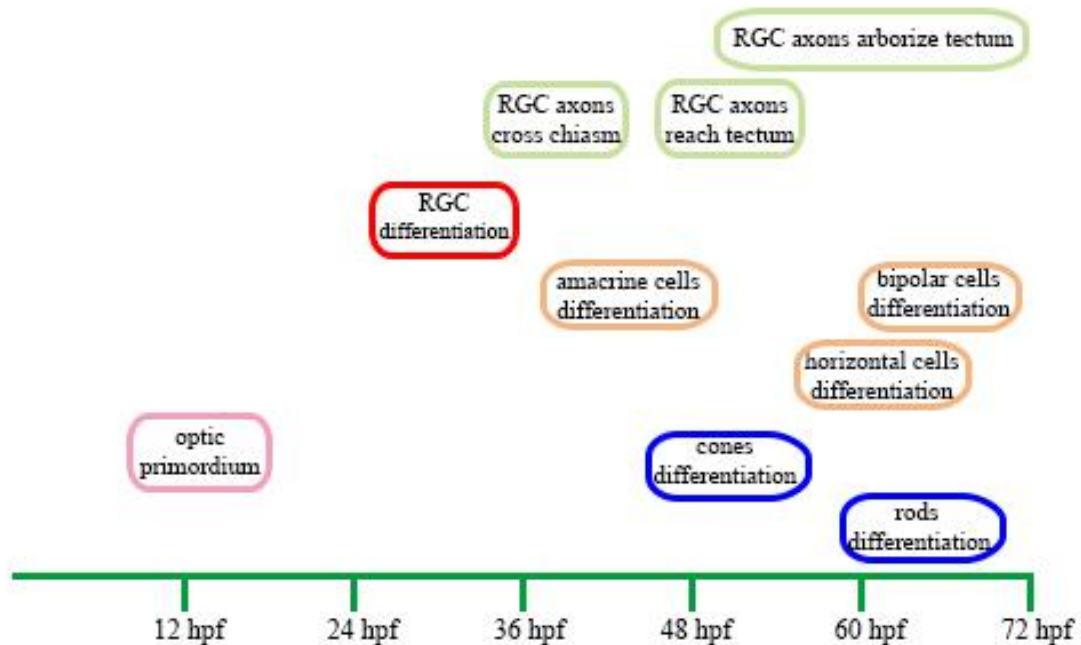 RGC axons arborize tectum
RGC axons
cross chiasm
RGC axons
reach tectum
RGC
differentiation
amacrine cells
differentiation
bipolar cells
differentiation
horizontal cells
differentiation
optic
primordium
cones
differentiation
rods
differentiation
12 hpf
24 hpf
36 hpf
48 hpf
60 hpf
72 hpf